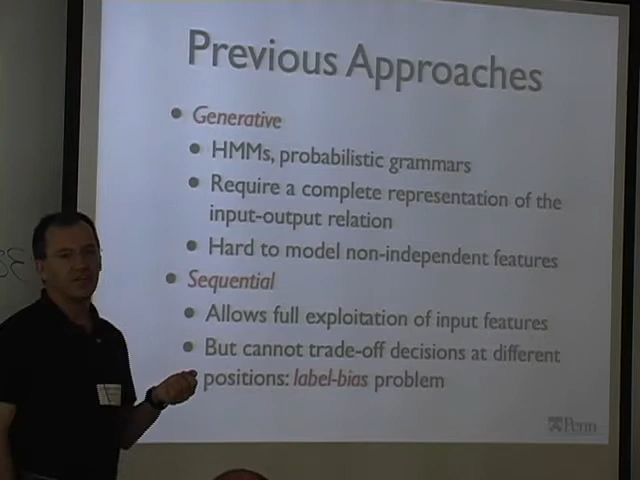 Previous Approaches
• Generative
• HMMs, probabilistic grammars
• Require a complete representation of the
input-output relation
• Hard to model non-independent features
• Sequential
• Allows full exploitation of input features
• But cannot trade-off decisions at different
positions: label-bias problem
Penn